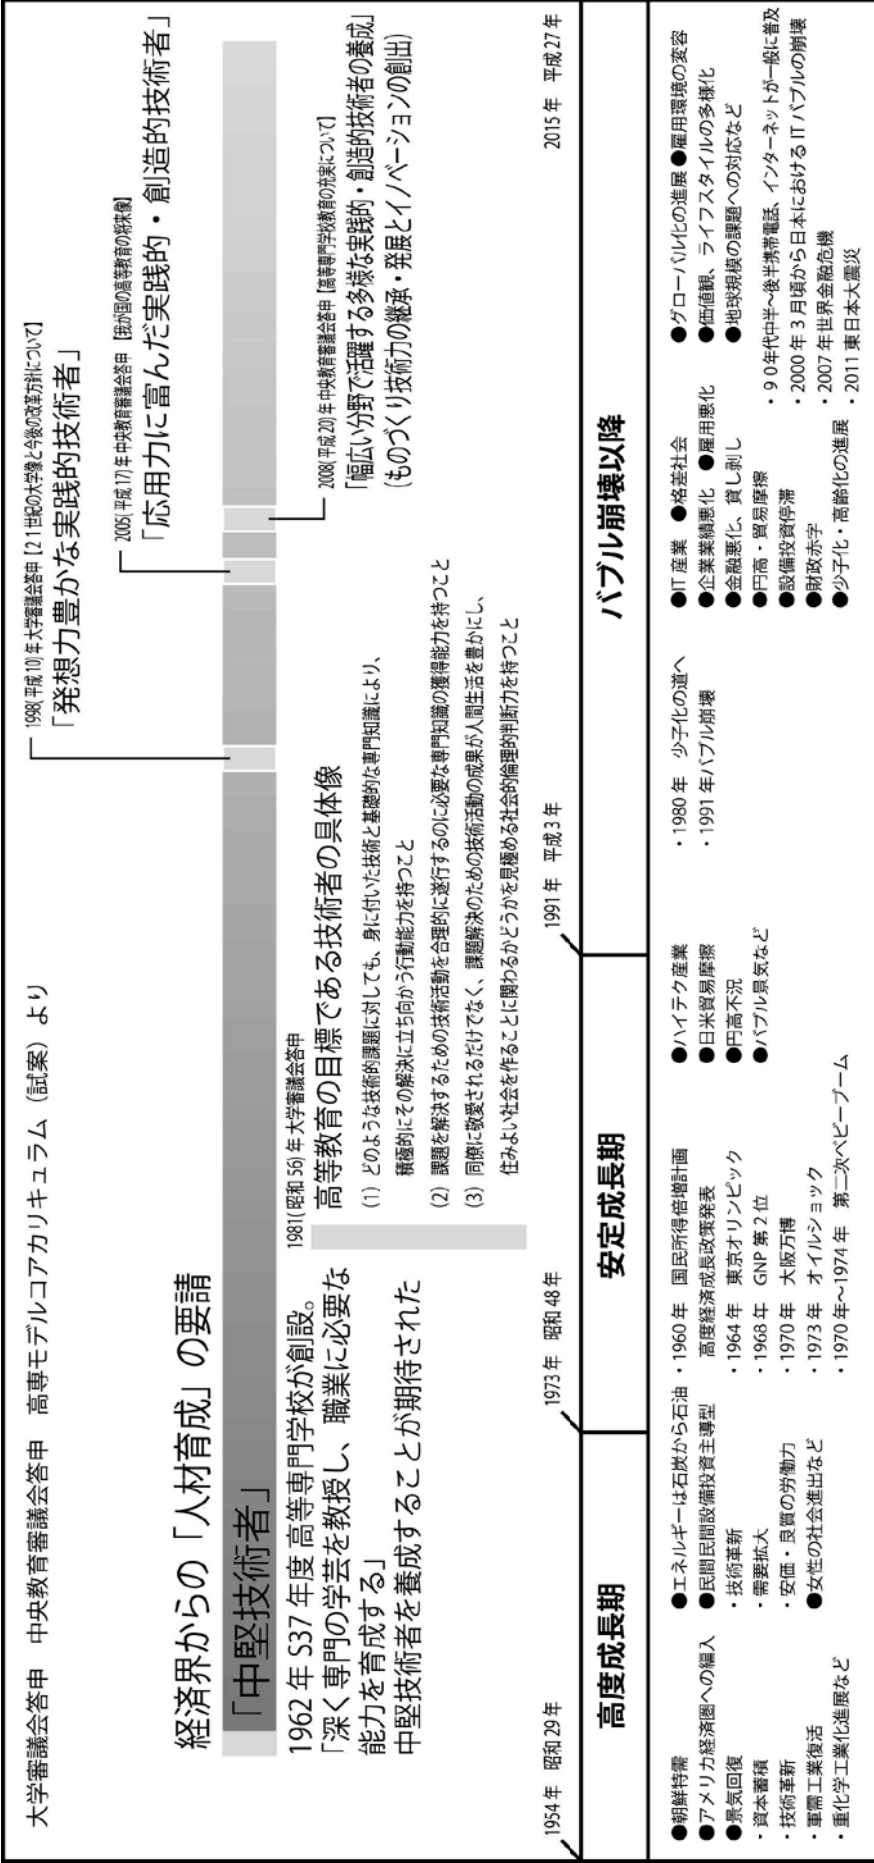 大学審議会答申　中央教育審議会答申　高専モデルコアカリキュラム（試案）より
経済界からの「人材育成」の要請
「中堅技術者」
1962年 S37年度 高等専門学校が創設。
「深く専門の学芸を教授し、職業に必要な
能力を育成する」
中堅技術者を養成することが期待された
1981(昭和56)年大学審議会答申
高等教育の目標である技術者の具体像
(1) どのような技術的課題に対しても、身に付いた技術と基礎的な専門知識により、
積極的にその解決に立ち向かう行動能力を持つこと
(2) 課題を解決するための技術活動を合理的に遂行するのに必要な専門知識の獲得能力を持つこと
(3) 同僚に敬愛されるだけでなく、課題解決のための技術活動の成果が人間生活を豊かにし、
住みよい社会を作ることに関わるかどうかを見極める社会的倫理的判断力を持つこと
1998(平成10)年大学審議会答申【21世紀の大学像と今後の改革方針について】
「発想力豊かな実践的技術者」
2005(平成17)年中央教育審議会答申【我が国の高等教育の将来像】
「応用力に富んだ実践的・創造的技術者」
2008(平成20)年中央教育審議会答申【高等専門学校教育の充実について】
「幅広い分野で活躍する多様な実践的・創造的技術者の養成」
(ものづくり技術力の継承・発展とイノベーションの創出)
1954年　昭和29年
1973年　昭和48年
1991年　平成3年
2015年　平成27年
高度成長期
安定成長期
バブル崩壊以降
●朝鮮特需
●アメリカ経済圏への編入
●景気回復
・資本蓄積
・技術革新
・軍需工業復活
・重化学工業化進展など
●エネルギーは石炭から石油
●民間民間設備投資主導型
・技術革新
・需要拡大
・安価・良質の労働力
●女性の社会進出など
・1960年　国民所得倍増計画
高度経済成長政策発表
・1964年　東京オリンピック
・1968年　GNP第2位
・1970年　大阪万博
・1973年　オイルショック
・1970年～1974年　第二次ベビーブーム
●ハイテク産業
●日米貿易摩擦
●円高不況
●バブル景気など
・1980年　少子化の道へ
・1991年バブル崩壊
●IT産業　●格差社会
●企業業績悪化　●雇用悪化
●金融悪化、貸し剥し
●円高・貿易摩擦
●設備投資停滞
●財政赤字
●少子化・高齢化の進展
●グローバル化の進展 ●雇用環境の変容
●価値観、ライフスタイルの多様化
●地球規模の課題への対応など
・90年代中半～後半携帯電話、インターネットが一般に普及
・2000年3月頃から日本におけるITバブルの崩壊
・2007年世界金融危機
・2011東日本大震災